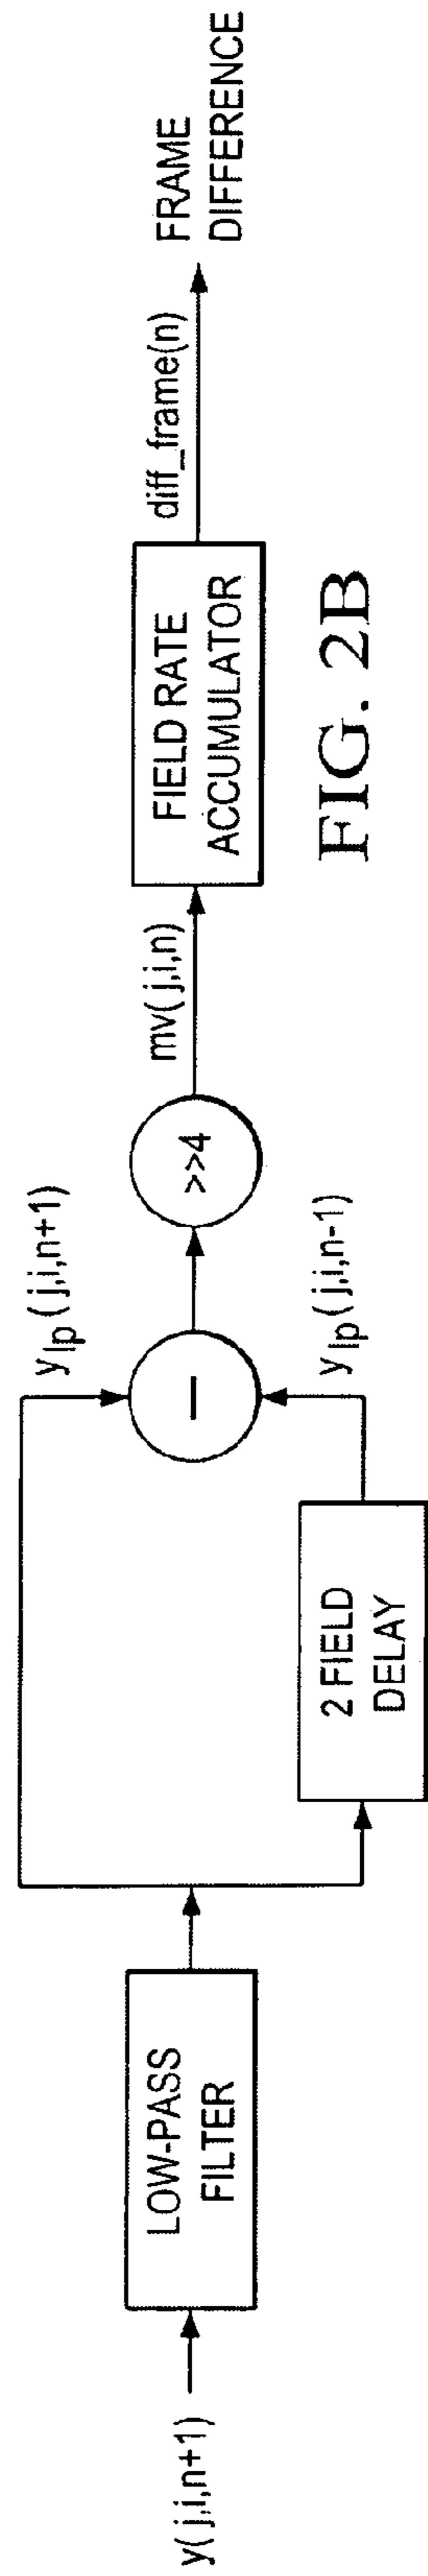 y(j,i,n+1)
LOW-PASS
FILTER
2 FIELD
DELAY
y_lp(j,i,n+1)
y_lp(j,i,n-1)
—
>>4
mv(j,i,n)
FIELD RATE
ACCUMULATOR
diff_frame(n)
FRAME
DIFFERENCE
FIG. 2B